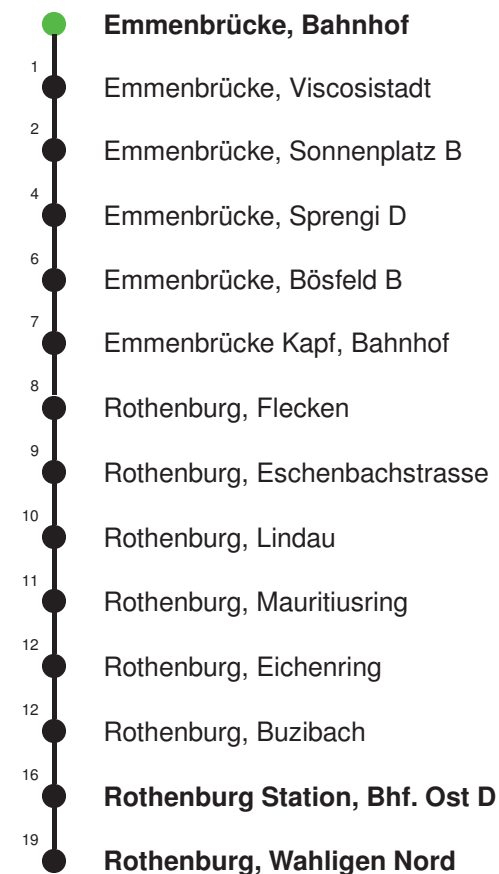 Emmenbrücke, Bahnhof
1
Emmenbrücke, Viscosistadt
2
Emmenbrücke, Sonnenplatz B
4
Emmenbrücke, Sprengi D
6
Emmenbrücke, Bösfeld B
7
Emmenbrücke Kapf, Bahnhof
8
Rothenburg, Flecken
9
Rothenburg, Eschenbachstrasse
10
Rothenburg, Lindau
11
Rothenburg, Mauritiusring
12
Rothenburg, Eichenring
12
Rothenburg, Buzibach
16
Rothenburg Station, Bhf. Ost D
19
Rothenburg, Wahligen Nord